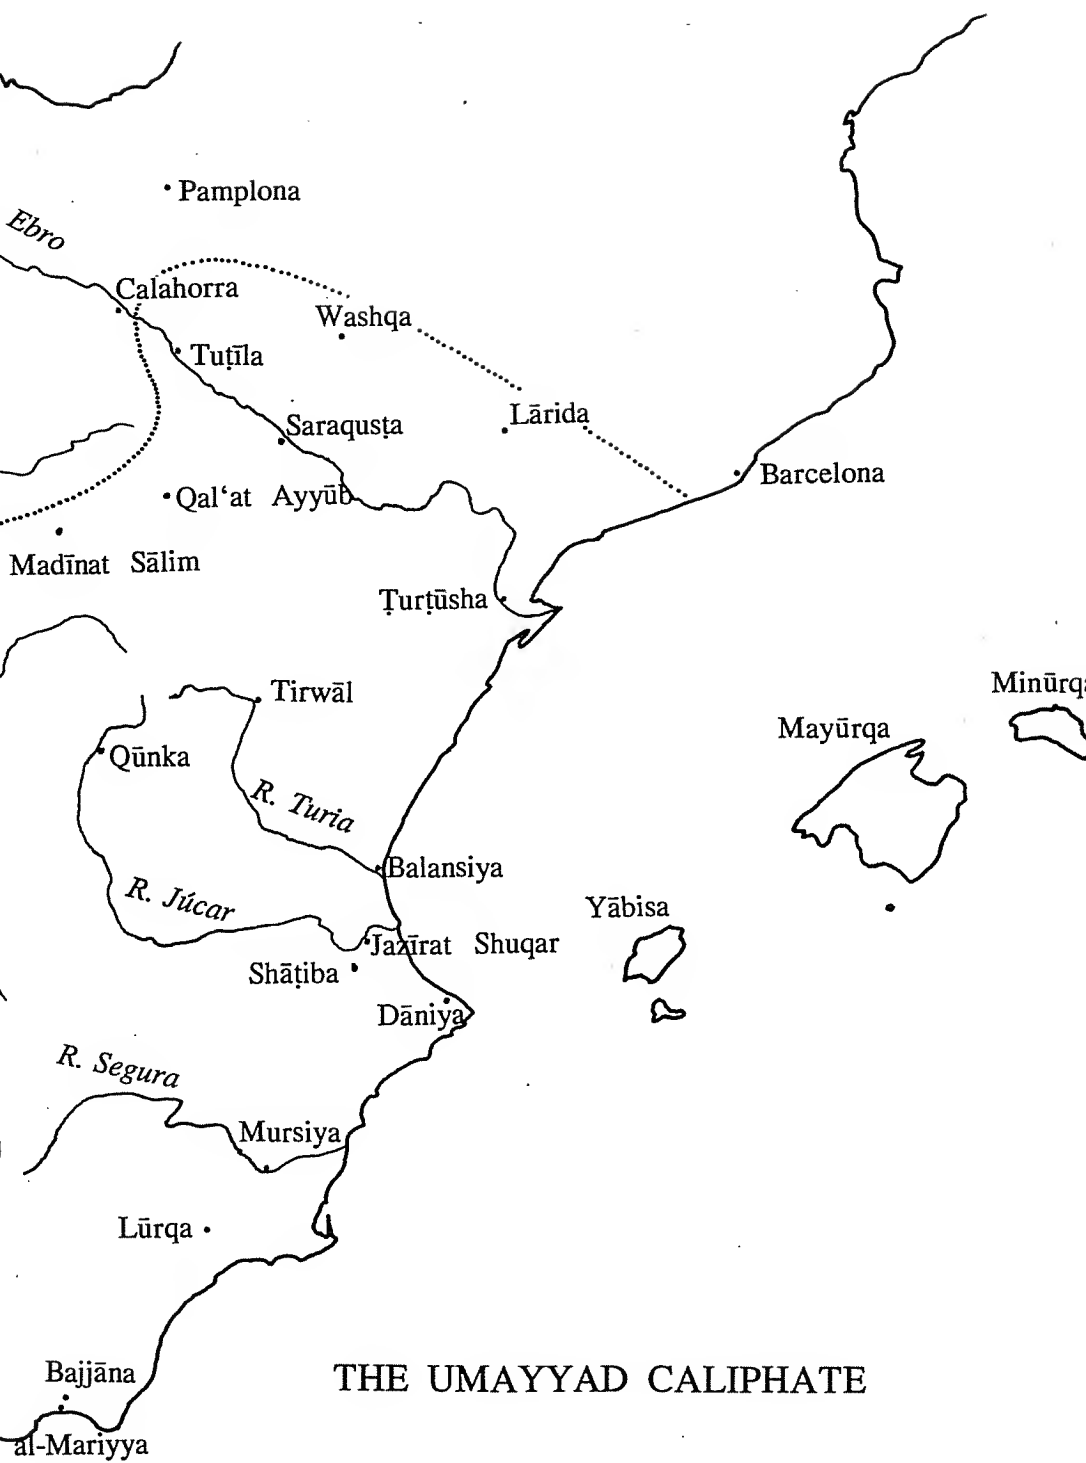 Pamplona
Ebro
Calahorra
Washqa
Tuṭīla
Lārida
Saraqusṭa
Barcelona
Qal‘at Ayyūb
Madīnat Sālim
Ṭurṭūsha
Minūrqa
Tirwāl
Mayūrqa
Qūnka
R. Turia
Balansiya
R. Júcar
Yābisa
Jazīrat Shuqar
Shāṭiba
Dāniya
R. Segura
Mursiya
Lūrqa
Bajjāna
THE UMAYYAD CALIPHATE
al-Mariyya